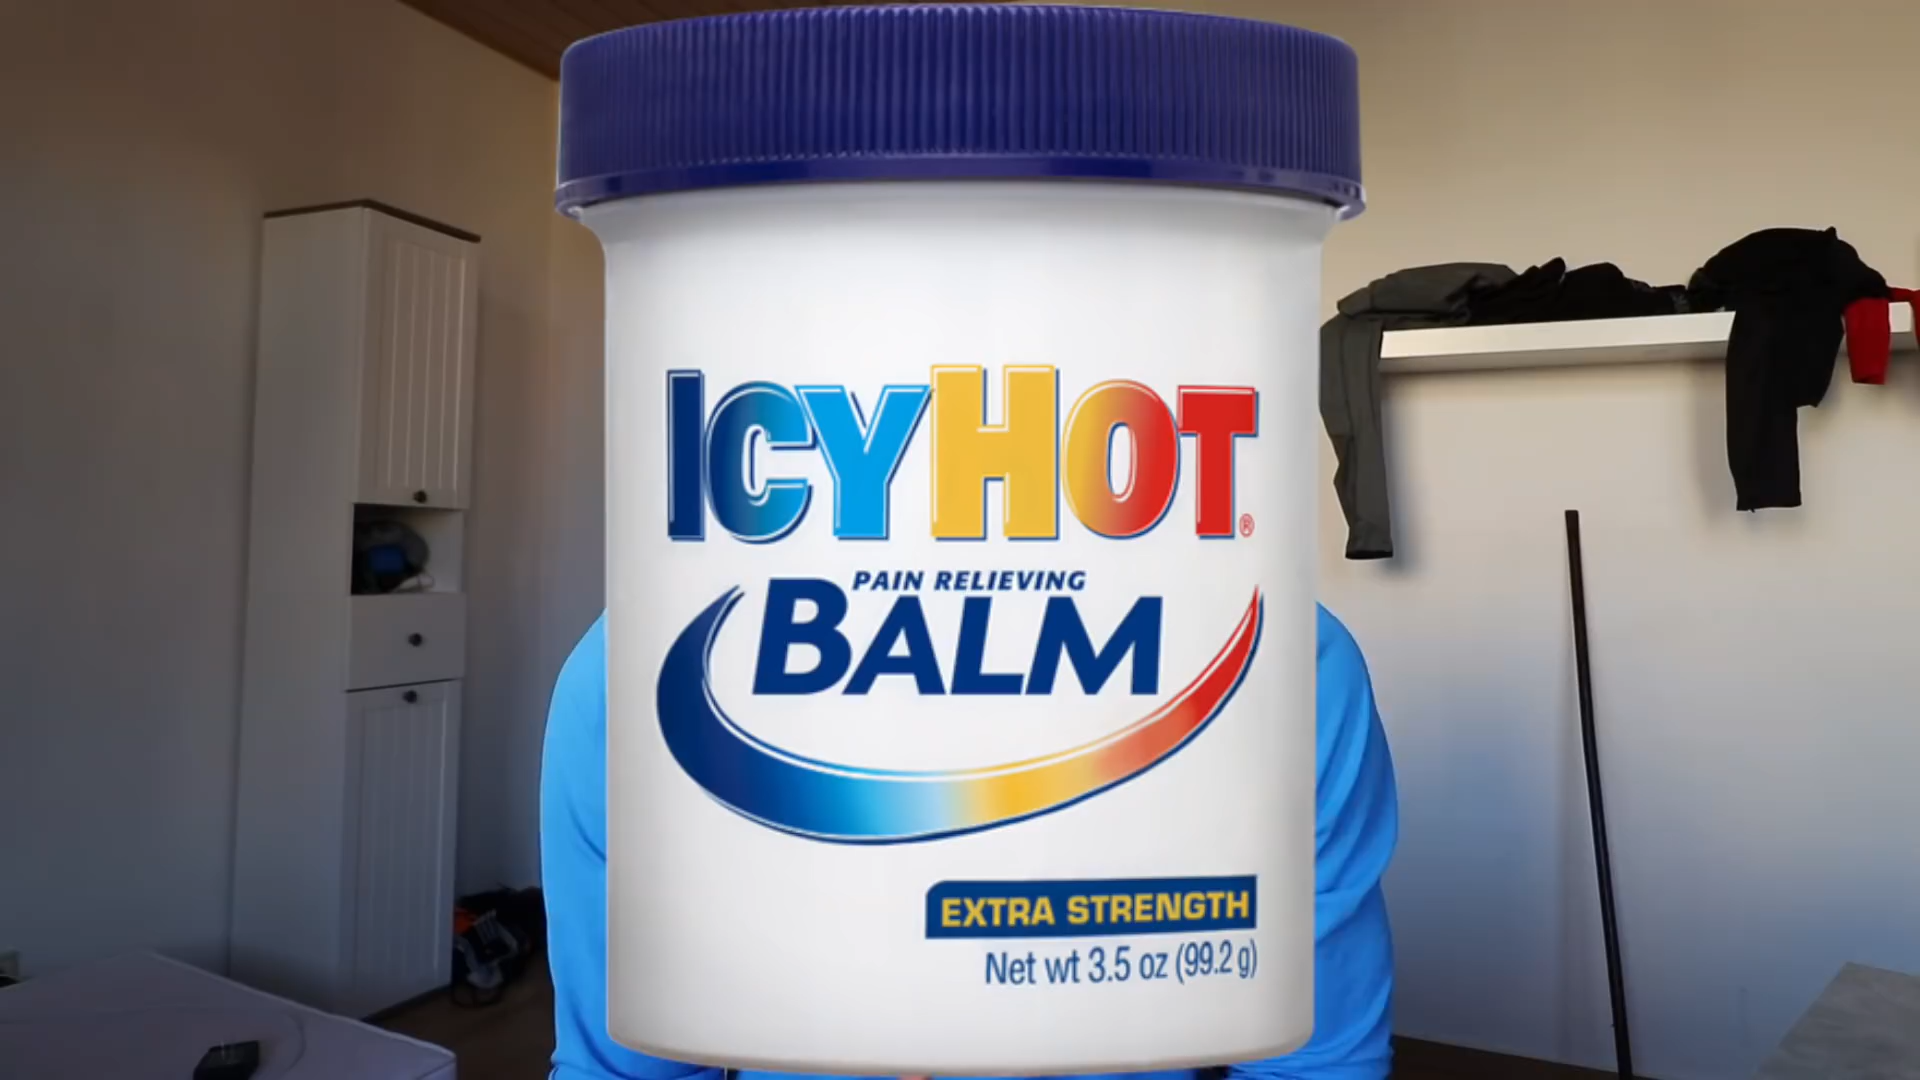 ICYHOT®
PAIN RELIEVING
BALM
EXTRA STRENGTH
Net wt 3.5 oz (99.2 g)